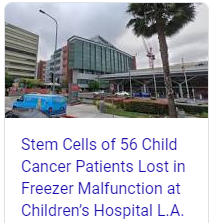 Stem Cells of 56 Child
Cancer Patients Lost in
Freezer Malfunction at
Children's Hospital L.A.